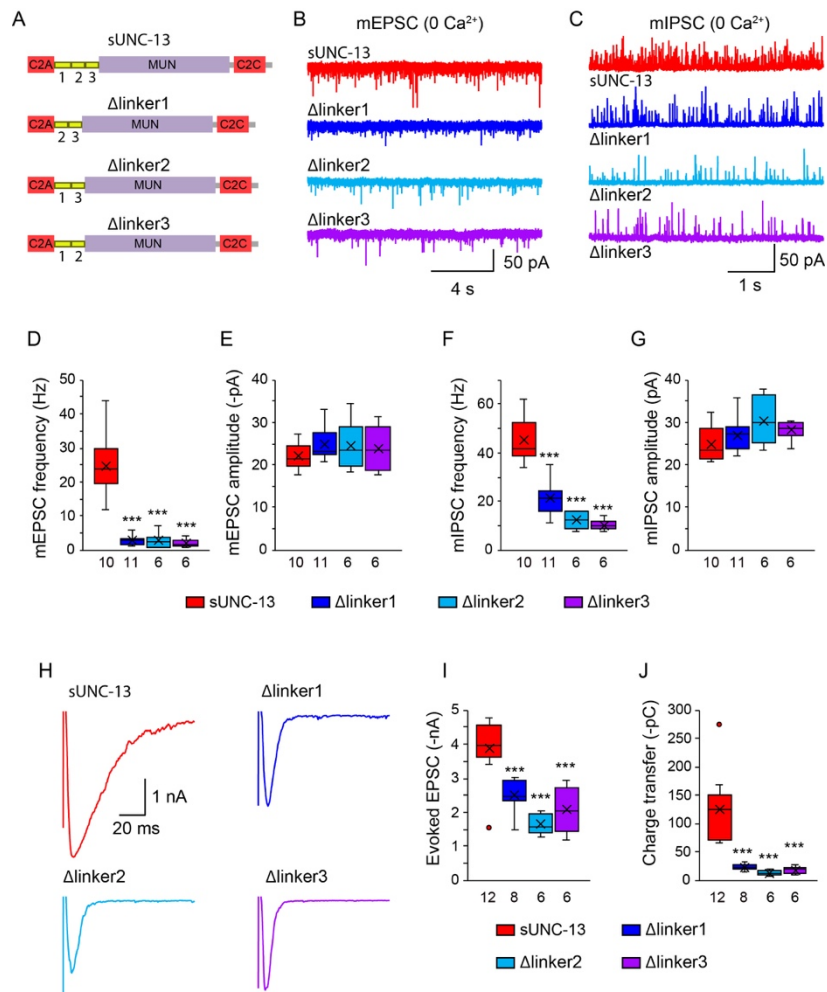 A
sUNC-13
C2A MUN C2C
1 2 3
Δlinker1
C2A MUN C2C
2 3
Δlinker2
C2A MUN C2C
1 3
Δlinker3
C2A MUN C2C
1 2
B mEPSC (0 Ca²⁺)
sUNC-13
Δlinker1
Δlinker2
Δlinker3
50 pA
4 s
C mIPSC (0 Ca²⁺)
sUNC-13
Δlinker1
Δlinker2
Δlinker3
50 pA
1 s
D
mEPSC frequency (Hz)
50
40
30
20
10
0
*** *** ***
10 11 6 6
E
mEPSC amplitude (-pA)
40
30
20
10
0
10 11 6 6
F
mIPSC frequency (Hz)
60
40
20
0
***
*** ***
10 11 6 6
G
mIPSC amplitude (pA)
40
30
20
10
0
10 11 6 6
sUNC-13 Δlinker1 Δlinker2 Δlinker3
H
sUNC-13
Δlinker1
1 nA
20 ms
Δlinker2
Δlinker3
I
Evoked EPSC (-nA)
5
4
3
2
1
0
*** *** ***
12 8 6 6
J
Charge transfer (-pC)
300
250
200
150
100
50
0
*** *** ***
12 8 6 6
sUNC-13 Δlinker1
Δlinker2 Δlinker3